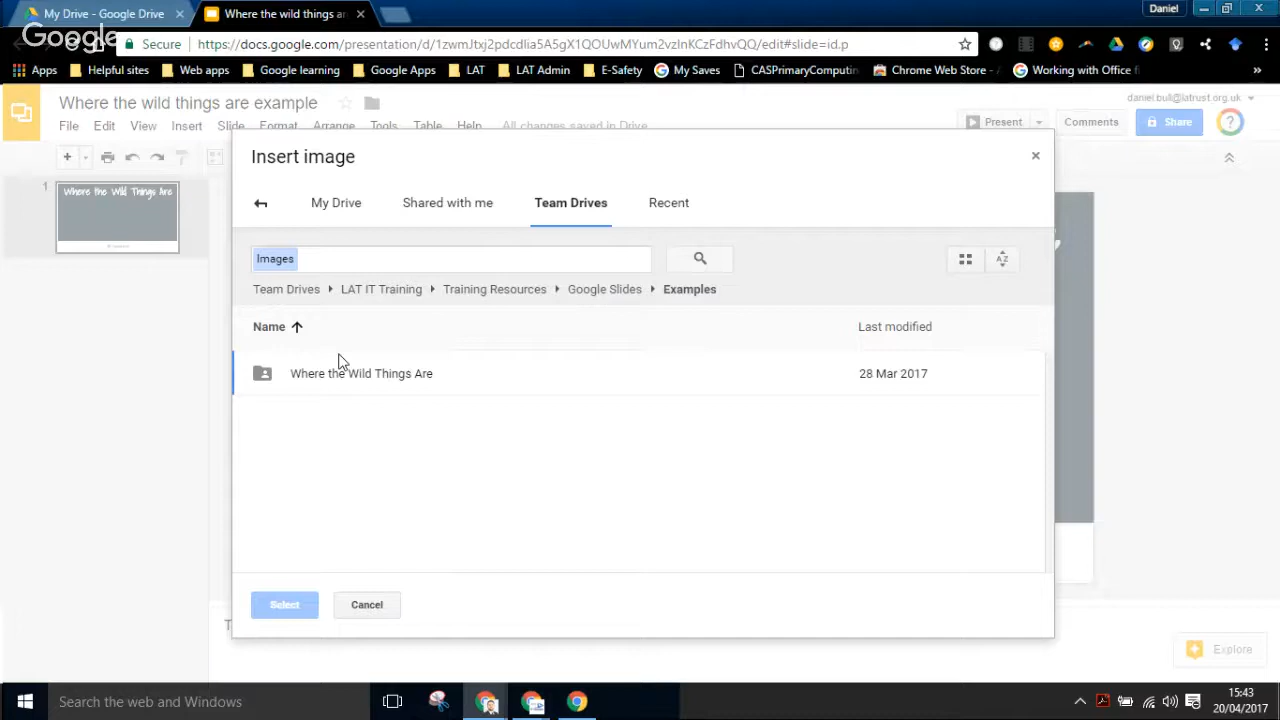 My Drive - Google Drive
Where the wild things are
Daniel
Google
Secure
https://docs.google.com/presentation/d/1zwmJtxj2pdcdlia5A5gX1QOUwMYum2vzInKCzFdhvQQ/edit#slide=id.p
Apps Helpful sites Web apps Google learning Google Apps LAT LAT Admin E-Safety My Saves CASPrimaryComputin Chrome Web Store - A Working with Office fi »
Where the wild things are example
daniel.bull@latrust.org.uk
File Edit View Insert Slide Format Arrange Tools Table Help All changes saved in Drive
Present Comments Share ?
1
Where the Wild Things Are
Insert image
My Drive Shared with me Team Drives Recent
Images
Team Drives LAT IT Training Training Resources Google Slides Examples
Name Last modified
Where the Wild Things Are 28 Mar 2017
Select Cancel
Explore
Search the web and Windows
15:43
20/04/2017